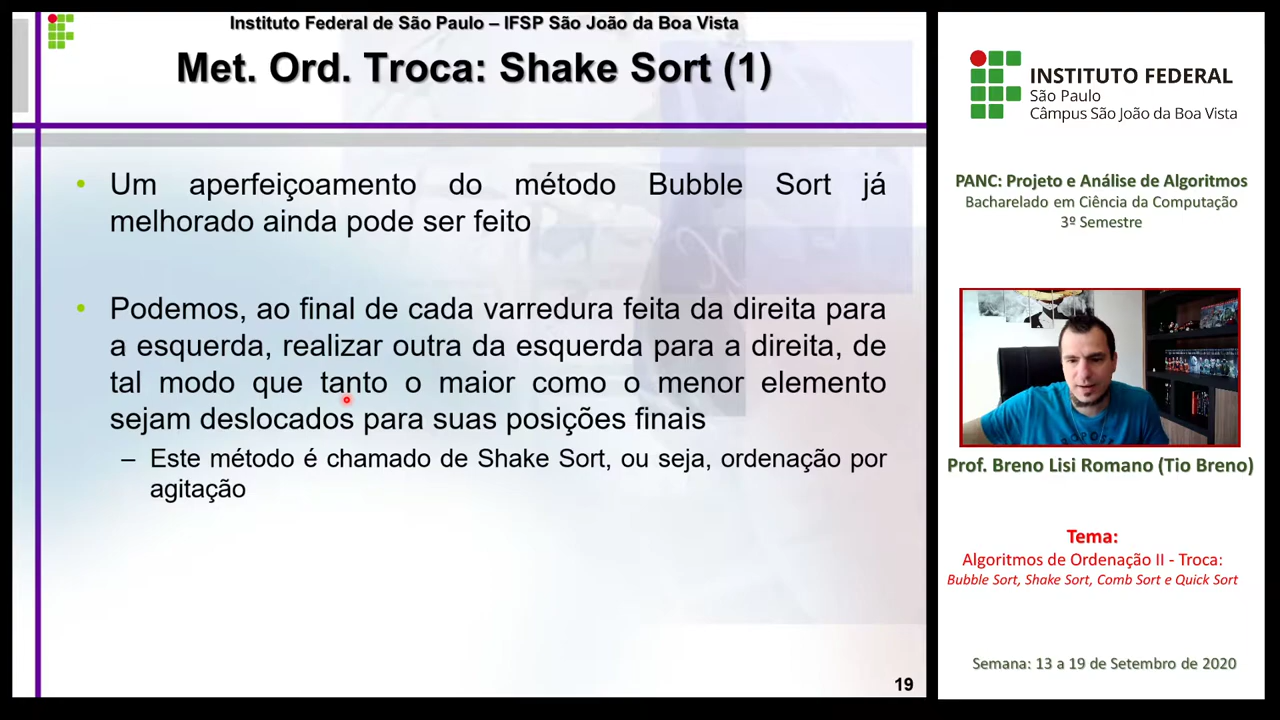 Instituto Federal de São Paulo – IFSP São João da Boa Vista
Met. Ord. Troca: Shake Sort (1)
• Um aperfeiçoamento do método Bubble Sort já
melhorado ainda pode ser feito
• Podemos, ao final de cada varredura feita da direita para
a esquerda, realizar outra da esquerda para a direita, de
tal modo que tanto o maior como o menor elemento
sejam deslocados para suas posições finais
– Este método é chamado de Shake Sort, ou seja, ordenação por
agitação
19
INSTITUTO FEDERAL
São Paulo
Câmpus São João da Boa Vista
PANC: Projeto e Análise de Algoritmos
Bacharelado em Ciência da Computação
3º Semestre
Prof. Breno Lisi Romano (Tio Breno)
Tema:
Algoritmos de Ordenação II - Troca:
Bubble Sort, Shake Sort, Comb Sort e Quick Sort
Semana: 13 a 19 de Setembro de 2020